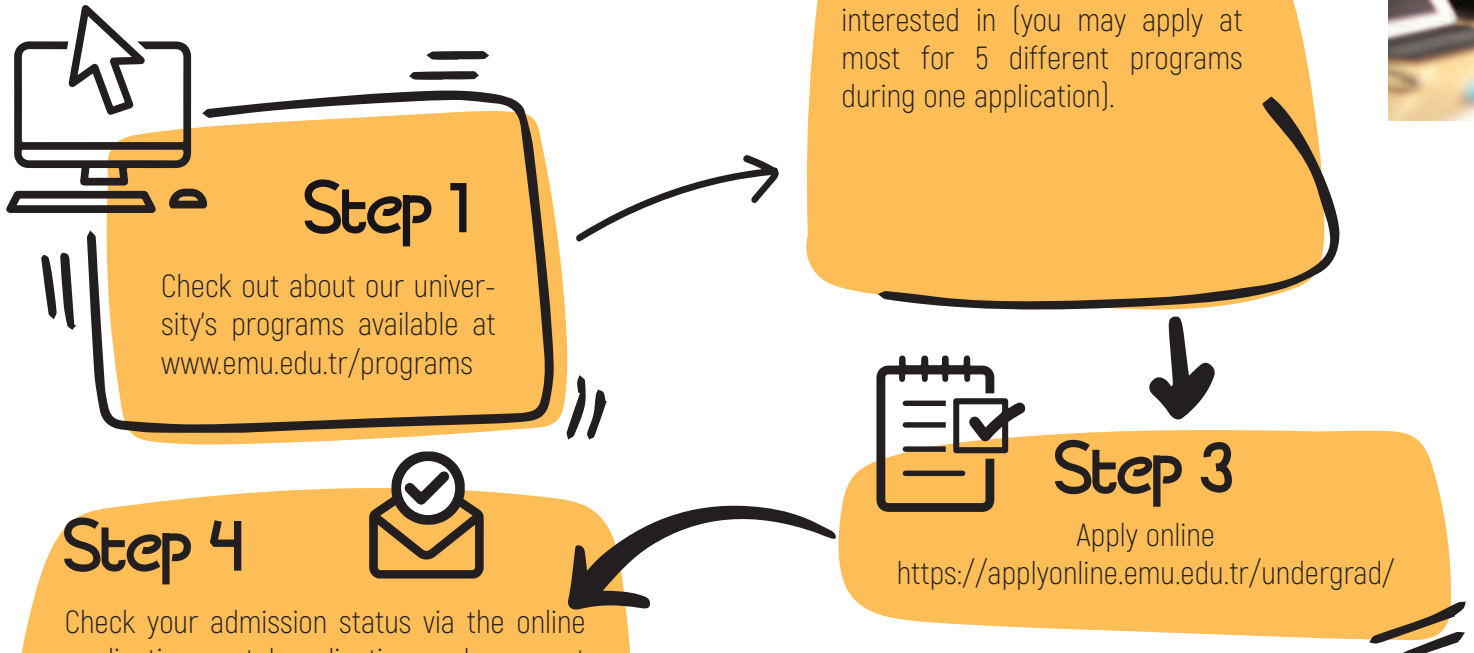 Step 1
Check out about our univer-
sity's programs available at
www.emu.edu.tr/programs
interested in (you may apply at
most for 5 different programs
during one application).
Step 3
Apply online
https://applyonline.emu.edu.tr/undergrad/
Step 4
Check your admission status via the online